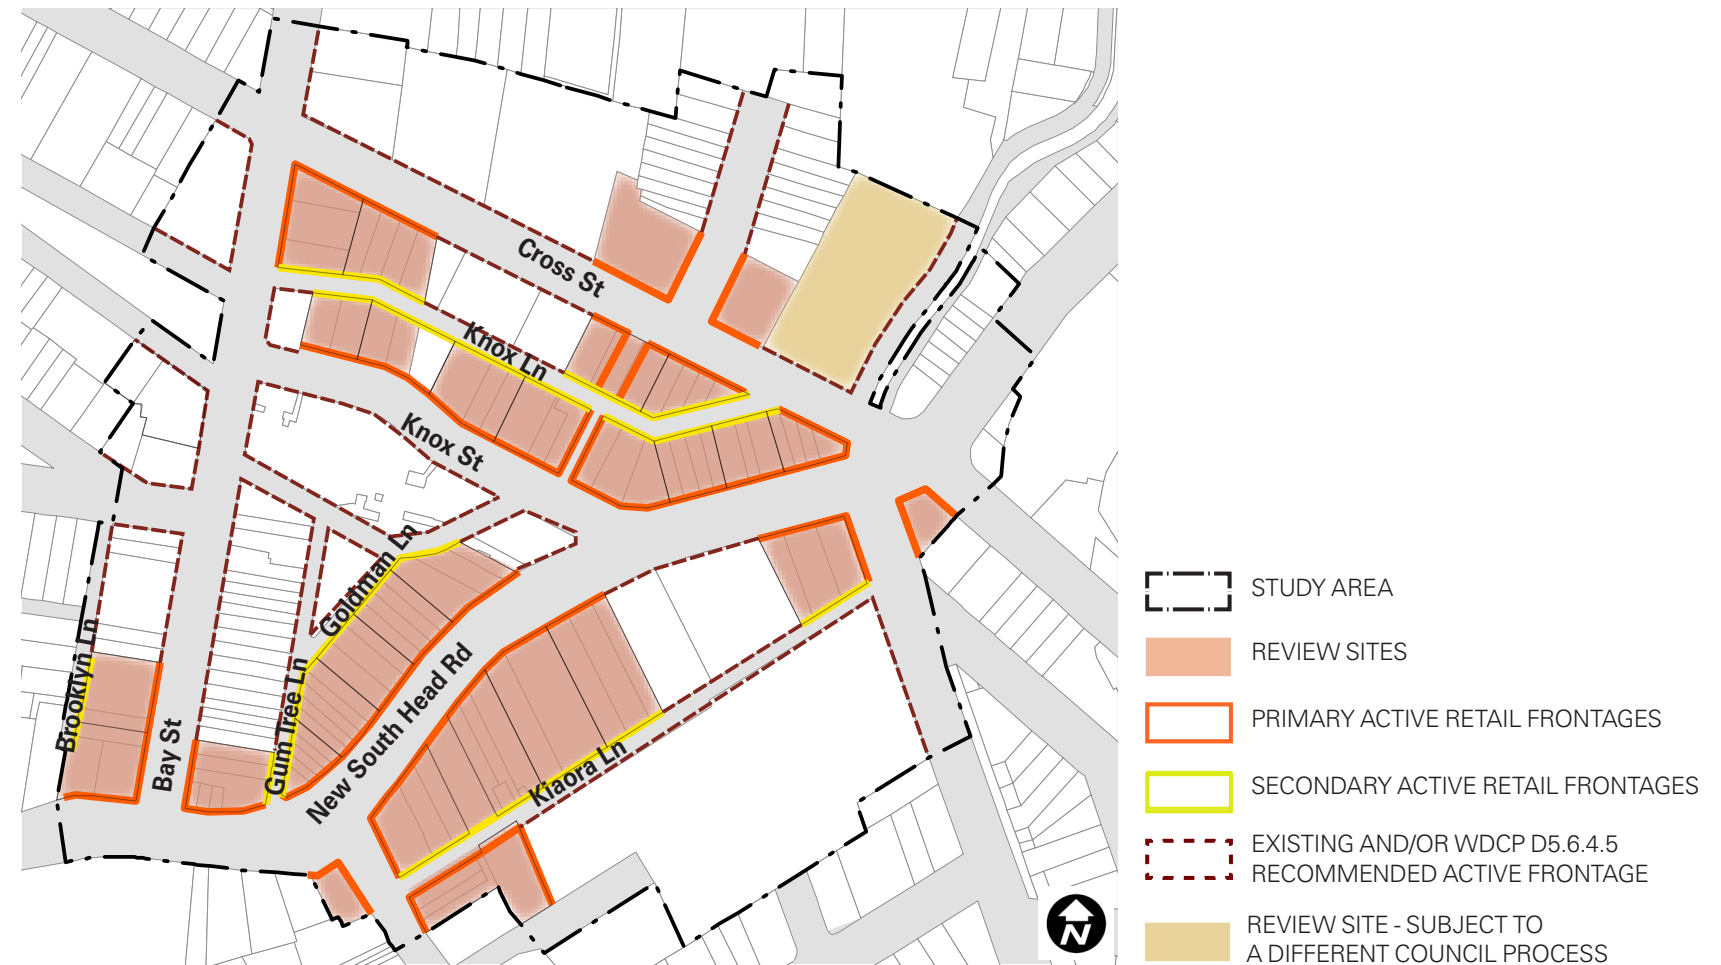 Cross St
Knox Ln
Knox St
Goldman Ln
Brooklyn Ln
Gum Tree Ln
New South Head Rd
Bay St
Kiaora Ln
N
STUDY AREA
REVIEW SITES
PRIMARY ACTIVE RETAIL FRONTAGES
SECONDARY ACTIVE RETAIL FRONTAGES
EXISTING AND/OR WDCP D5.6.4.5
RECOMMENDED ACTIVE FRONTAGE
REVIEW SITE - SUBJECT TO
A DIFFERENT COUNCIL PROCESS